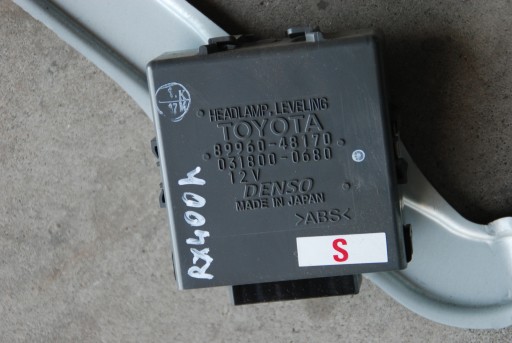 HEADLAMP, LEVELING
TOYOTA
89960-48170
031800-0680
12V
DENSO
MADE IN JAPAN
>ABS<
S
RX400h